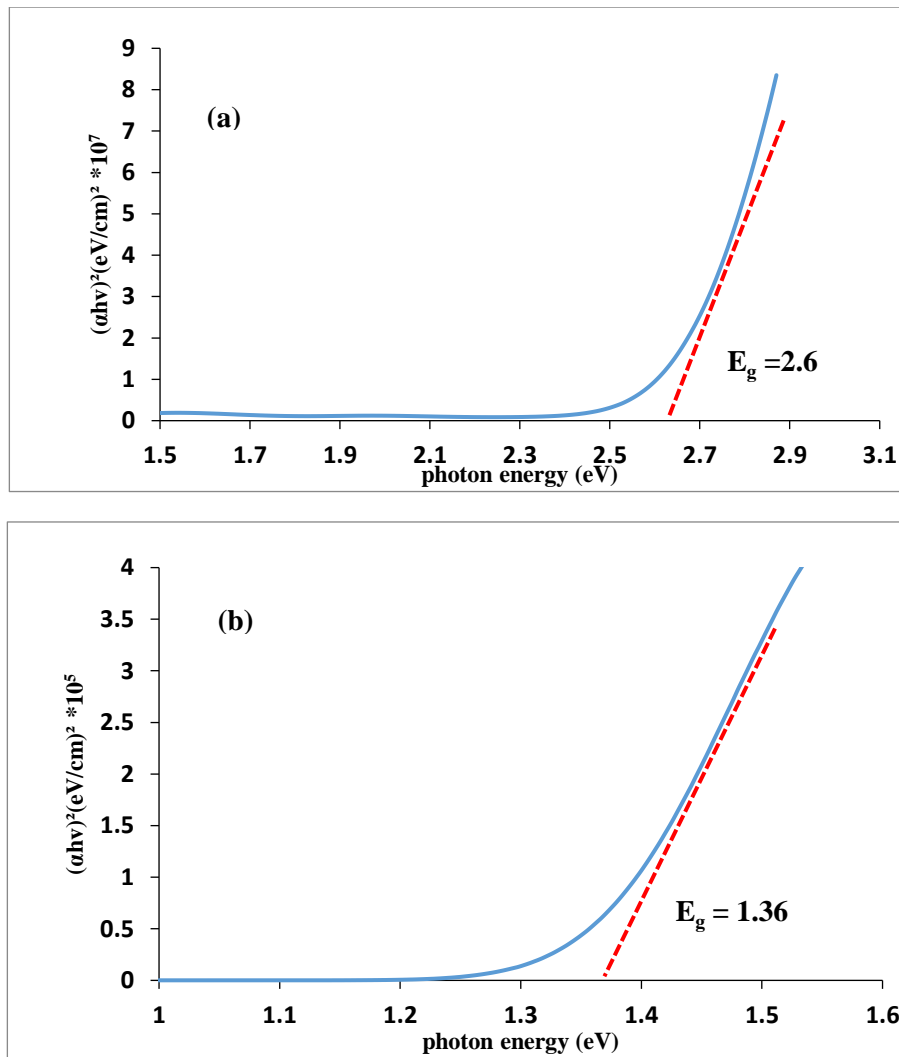 (αhν)²(eV/cm)² *10⁷
9
8
7
6
5
4
3
2
1
0
(a)
E_g =2.6
1.5 1.7 1.9 2.1 2.3 2.5 2.7 2.9 3.1
photon energy (eV)
(αhν)²(eV/cm)² *10⁵
4
3.5
3
2.5
2
1.5
1
0.5
0
(b)
E_g = 1.36
1 1.1 1.2 1.3 1.4 1.5 1.6
photon energy (eV)